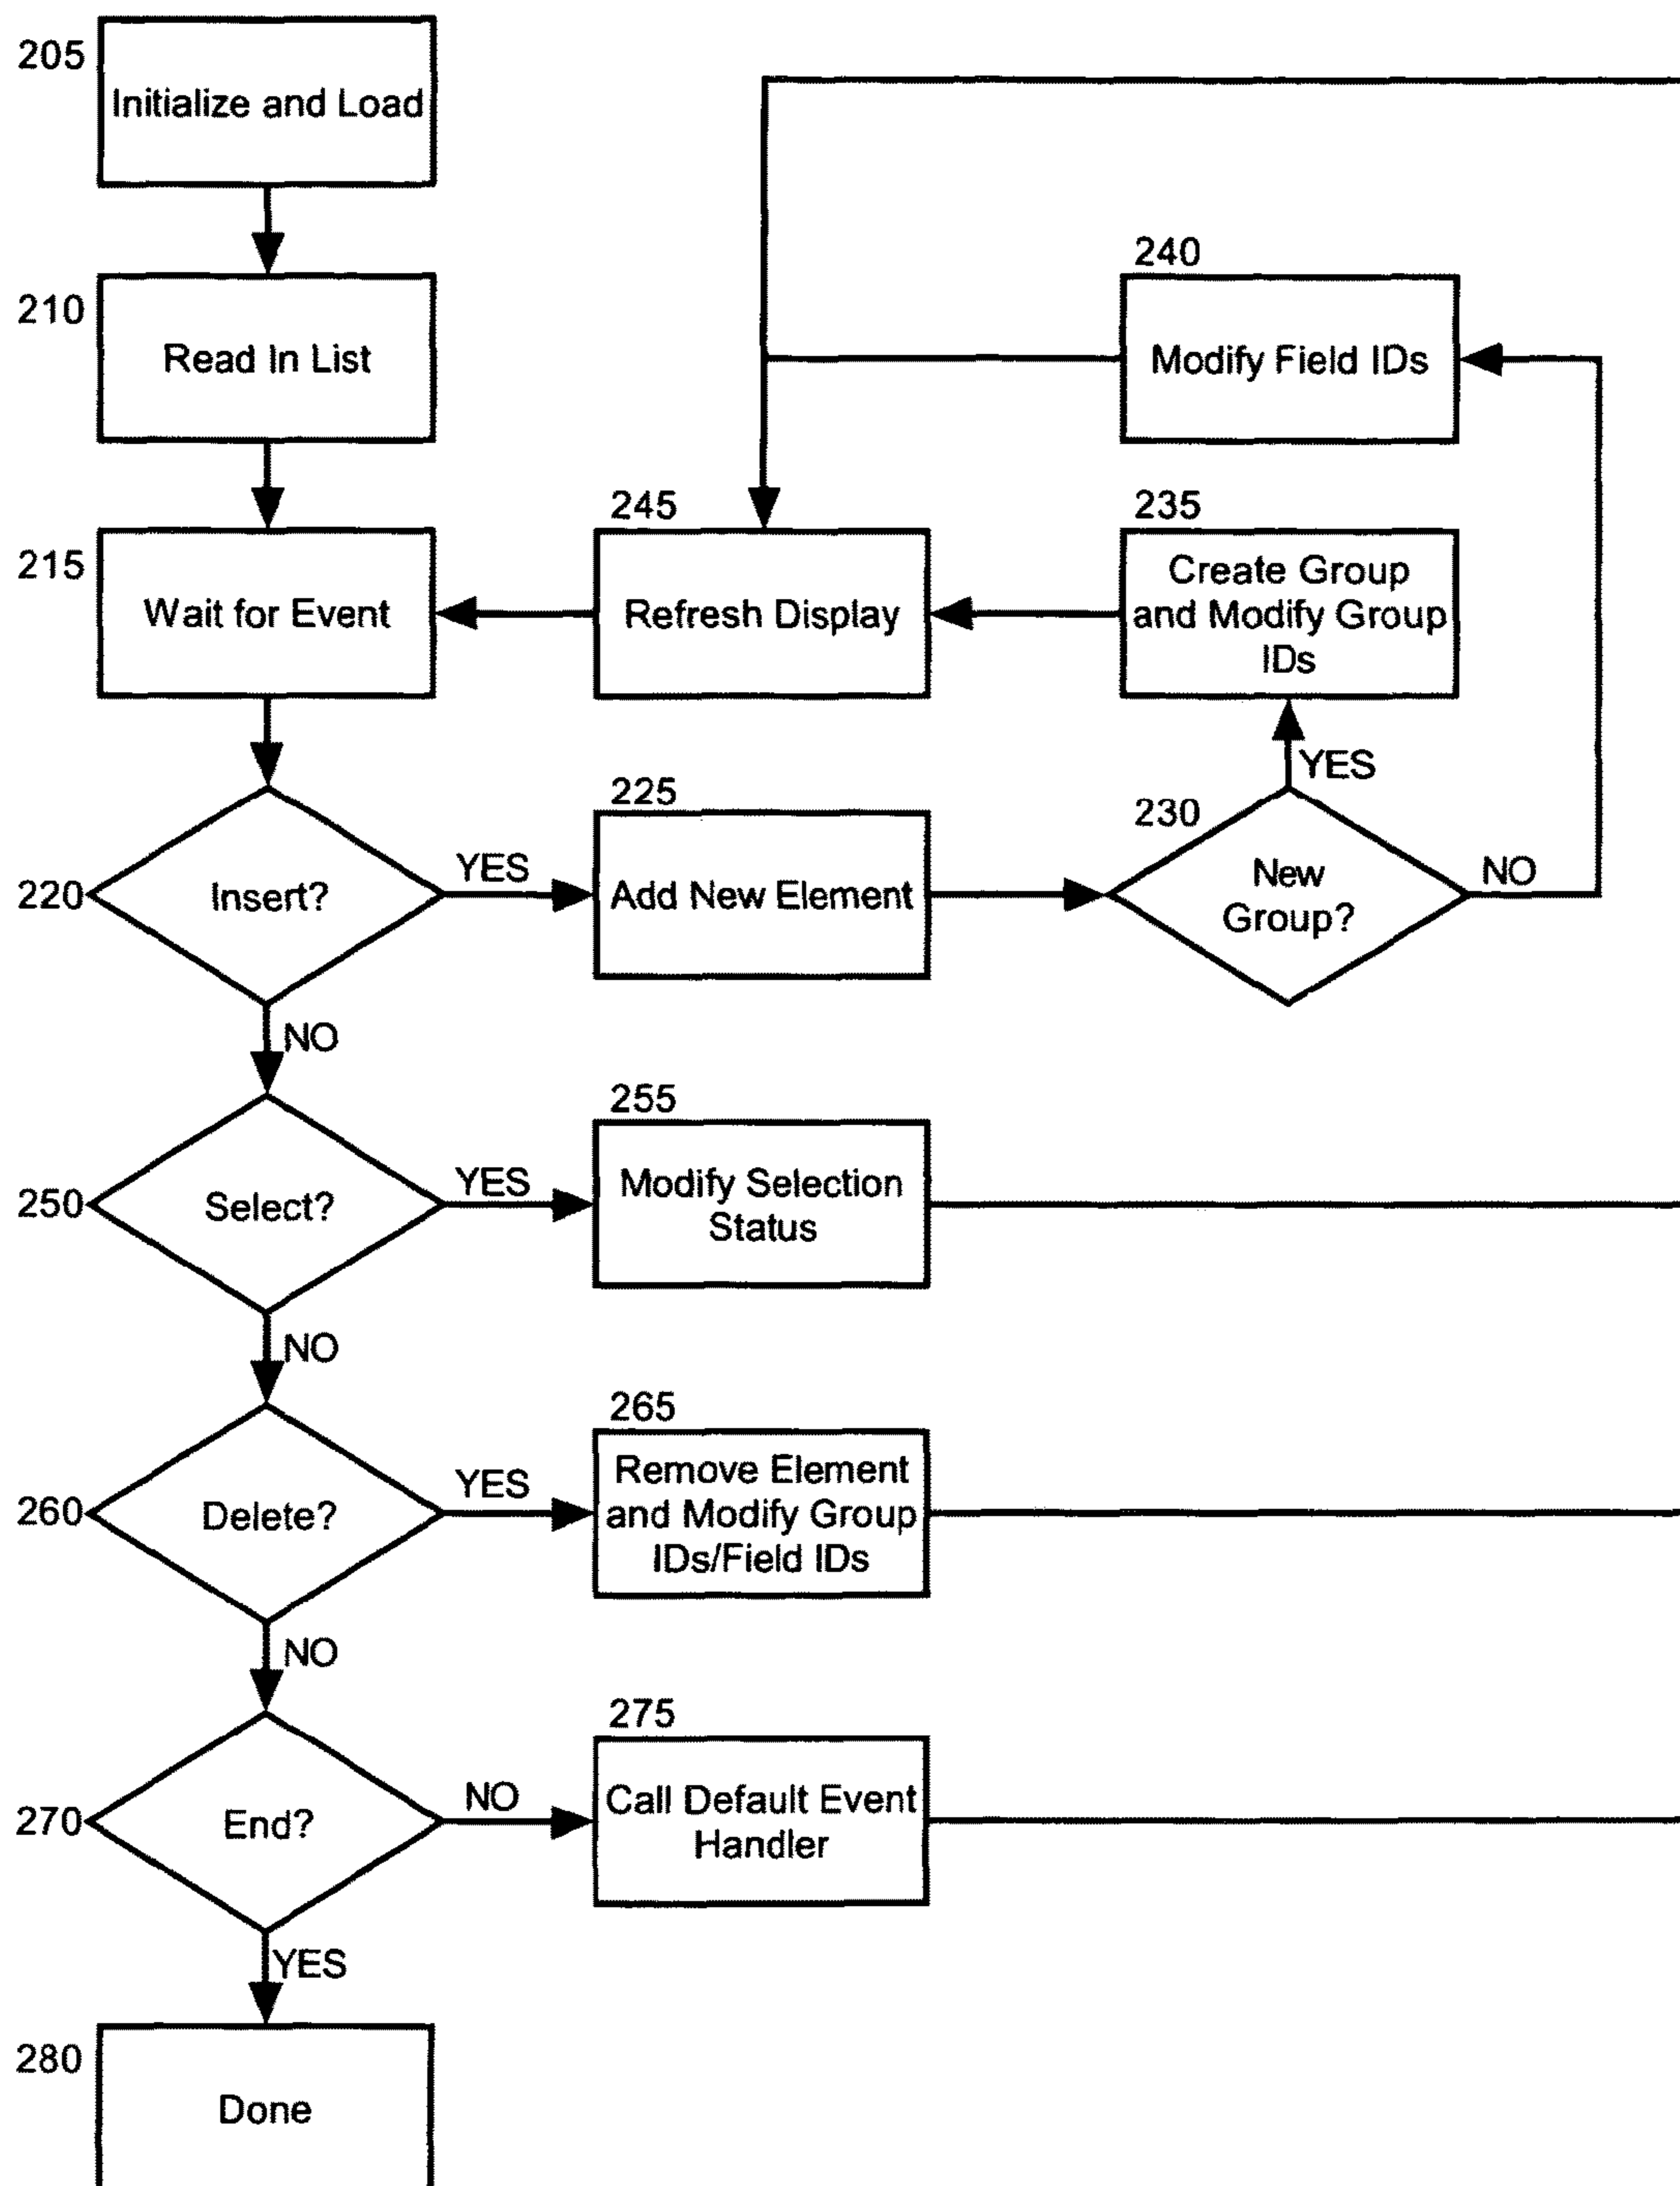 205
Initialize and Load
210
Read In List
240
Modify Field IDs
215
Wait for Event
245
Refresh Display
235
Create Group
and Modify Group
IDs
YES
220
Insert?
YES
225
Add New Element
230
New
Group?
NO
NO
250
Select?
YES
255
Modify Selection
Status
NO
260
Delete?
YES
265
Remove Element
and Modify Group
IDs/Field IDs
NO
270
End?
NO
275
Call Default Event
Handler
YES
280
Done